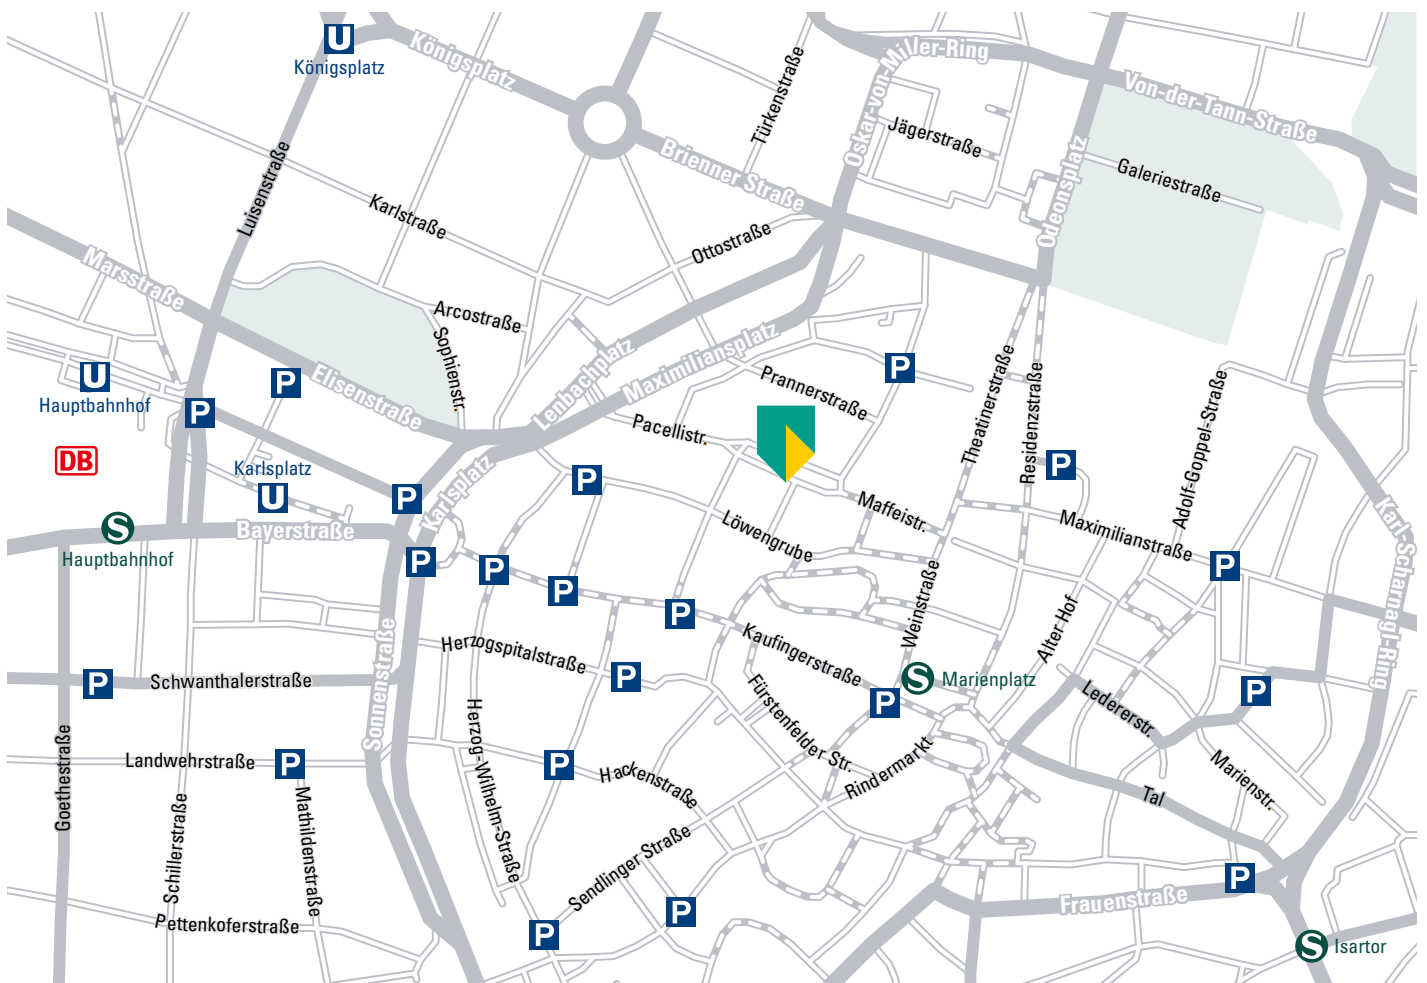 U
Königsplatz
Königsplatz
Türkenstraße
Oskar-von-Miller-Ring
Von-der-Tann-Straße
Jägerstraße
Brienner Straße
Galeriestraße
Odeonsplatz
Luisenstraße
Karlstraße
Ottostraße
Marsstraße
Arcostraße
Sophienstr.
Elisenstraße
Lenbachplatz
Maximiliansplatz
Prannerstraße
P
P
U
Hauptbahnhof
P
Theatinerstraße
Residenzstraße
Adolf-Goppel-Straße
Pacellistr.
DB
Karlsplatz
U
P
Karlsplatz
P
P
Maffeistr.
Maximilianstraße
Karl-Scharnagl-Ring
S
Hauptbahnhof
Bayerstraße
Löwengrube
P
P
P
P
P
Weinstraße
Alter Hof
Kaufingerstraße
Herzogspitalstraße
P
S
Marienplatz
P
P
Schwanthalerstraße
Sonnenstraße
P
Fürstenfelder Str.
Ledererstr.
Goethestraße
Landwehrstraße
P
Herzog-Wilhelm-Straße
P
Hackenstraße
Rindermarkt
Marienstr.
Tal
Schillerstraße
Mathildenstraße
Sendlinger Straße
P
P
P
Frauenstraße
Pettenkoferstraße
S
Isartor